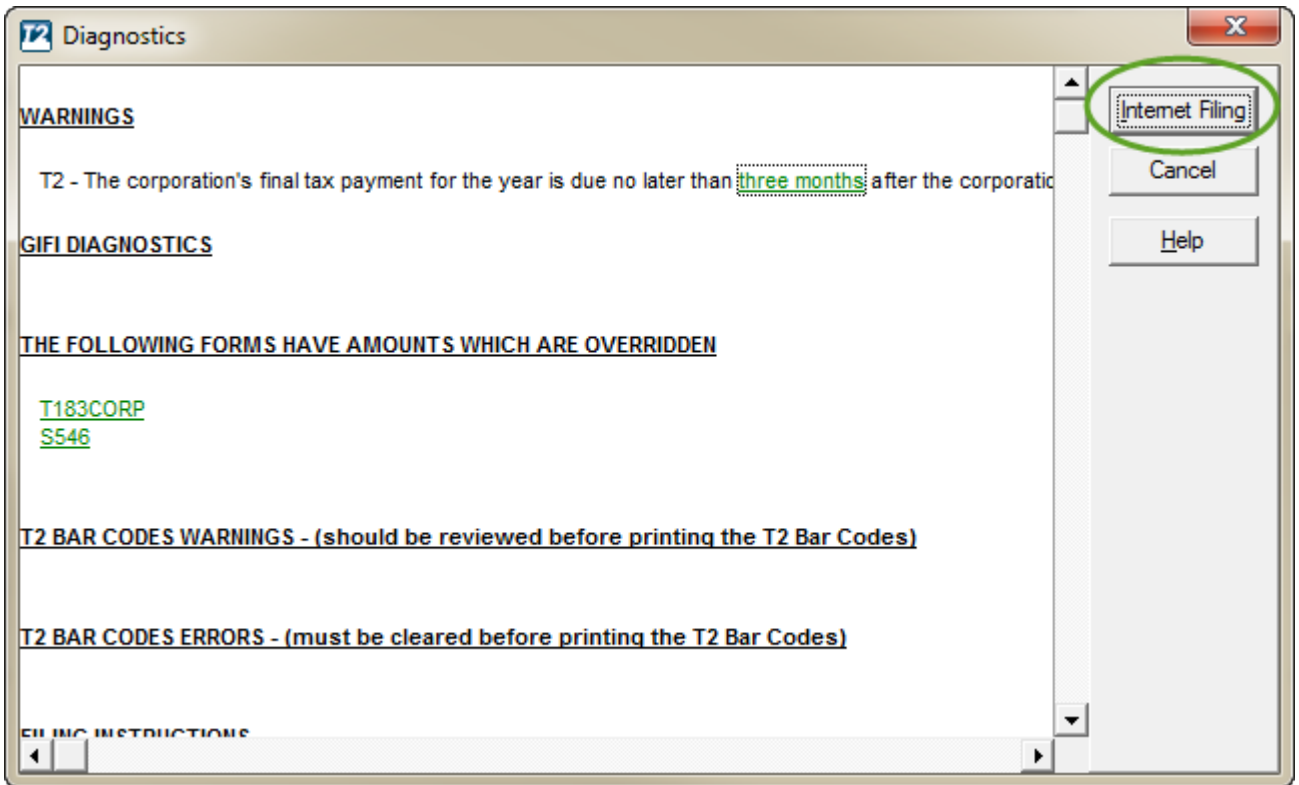 T2 Diagnostics
WARNINGS
T2 - The corporation's final tax payment for the year is due no later than three months after the corporatio
GIFI DIAGNOSTICS
THE FOLLOWING FORMS HAVE AMOUNTS WHICH ARE OVERRIDDEN
T183CORP
S546
T2 BAR CODES WARNINGS - (should be reviewed before printing the T2 Bar Codes)
T2 BAR CODES ERRORS - (must be cleared before printing the T2 Bar Codes)
FILING INSTRUCTIONS
Internet Filing
Cancel
Help